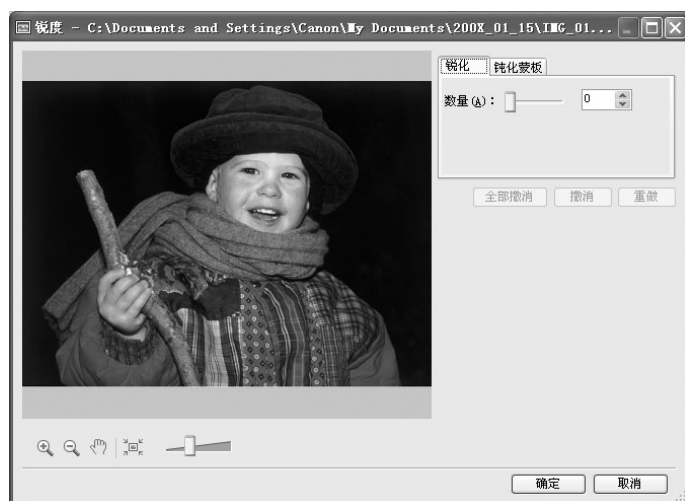 锐度 - C:\Documents and Settings\Canon\My Documents\200X_01_15\IMG_01...
锐化 钝化蒙板
数量(A): 0
全部撤消 撤消 重做
确定 取消